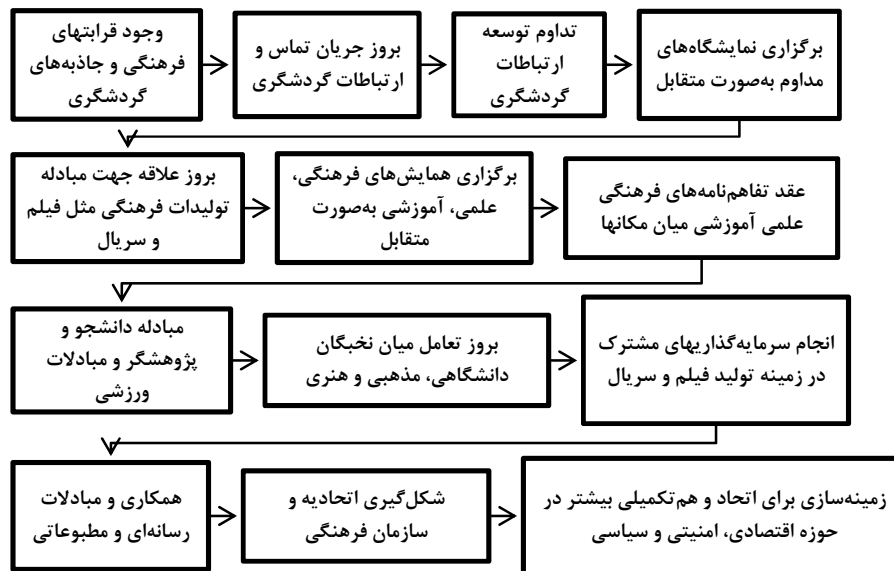 وجود قرابتهای
فرهنگی و جاذبه‌های
گردشگری
بروز جریان تماس و
ارتباطات گردشگری
تداوم توسعه
ارتباطات
گردشگری
برگزاری نمایشگاه‌های
مداوم به‌صورت متقابل
بروز علاقه جهت مبادله
تولیدات فرهنگی مثل فیلم
و سریال
برگزاری همایش‌های فرهنگی،
علمی، آموزشی به‌صورت
متقابل
عقد تفاهم‌نامه‌های فرهنگی
علمی آموزشی میان مکانها
مبادله دانشجو و
پژوهشگر و مبادلات
ورزشی
بروز تعامل میان نخبگان
دانشگاهی، مذهبی و هنری
انجام سرمایه‌گذاریهای مشترک
در زمینه تولید فیلم و سریال
همکاری و مبادلات
رسانه‌ای و مطبوعاتی
شکل‌گیری اتحادیه و
سازمان فرهنگی
زمینه‌سازی برای اتحاد و هم‌تکمیلی بیشتر در
حوزه اقتصادی، امنیتی و سیاسی